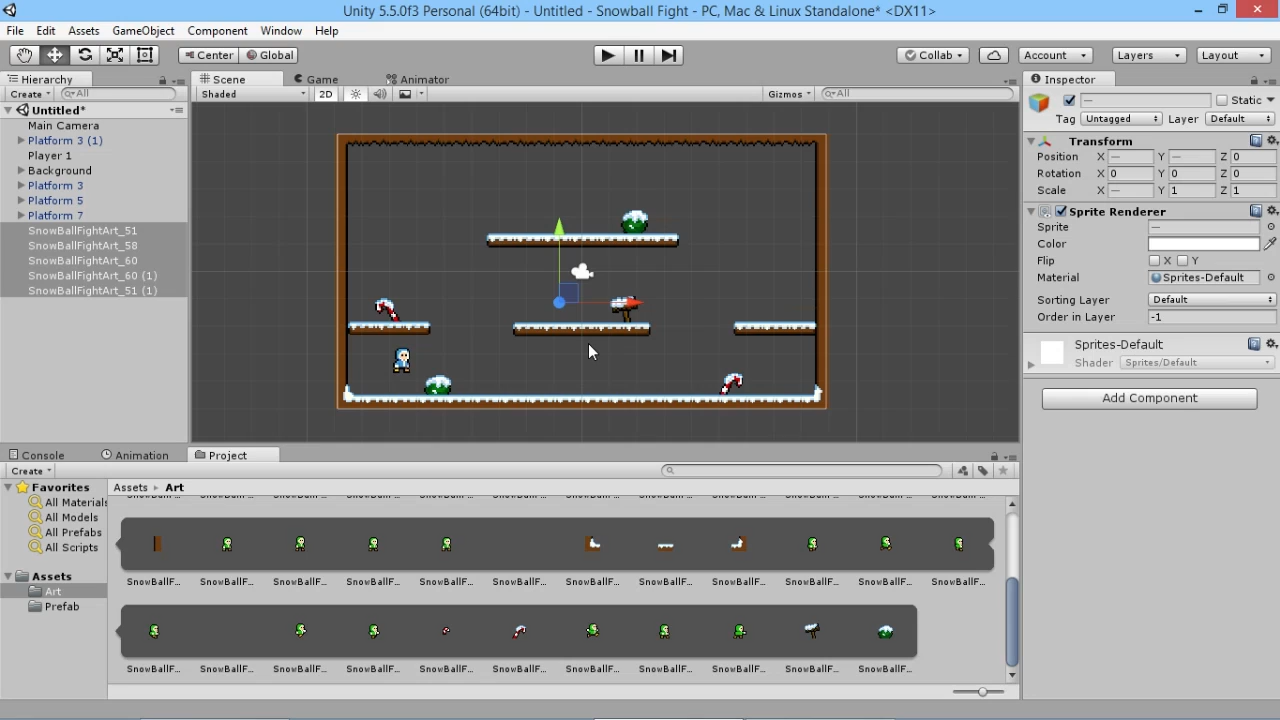 Unity 5.5.0f3 Personal (64bit) - Untitled - Snowball Fight - PC, Mac & Linux Standalone* <DX11>
File Edit Assets GameObject Component Window Help
Center Global Collab Account Layers Layout
Hierarchy
Create All
Untitled*
Main Camera
Platform 3 (1)
Player 1
Background
Platform 3
Platform 5
Platform 7
SnowBallFightArt_51
SnowBallFightArt_58
SnowBallFightArt_60
SnowBallFightArt_60 (1)
SnowBallFightArt_51 (1)
Scene Game Animator
Shaded 2D Gizmos All
Inspector
Static
Tag Untagged Layer Default
Transform
Position X — Y — Z 0
Rotation X 0 Y 0 Z 0
Scale X — Y 1 Z 1
Sprite Renderer
Sprite —
Color
Flip X Y
Material Sprites-Default
Sorting Layer Default
Order in Layer -1
Sprites-Default
Shader Sprites/Default
Add Component
Console Animation Project
Create
Favorites
All Materials
All Models
All Prefabs
All Scripts
Assets
Art
Prefab
Assets Art
SnowBallF... SnowBallF... SnowBallF... SnowBallF... SnowBallF... SnowBallF... SnowBallF... SnowBallF... SnowBallF... SnowBallF... SnowBallF... SnowBallF...
SnowBallF... SnowBallF... SnowBallF... SnowBallF... SnowBallF... SnowBallF... SnowBallF... SnowBallF... SnowBallF... SnowBallF... SnowBallF...